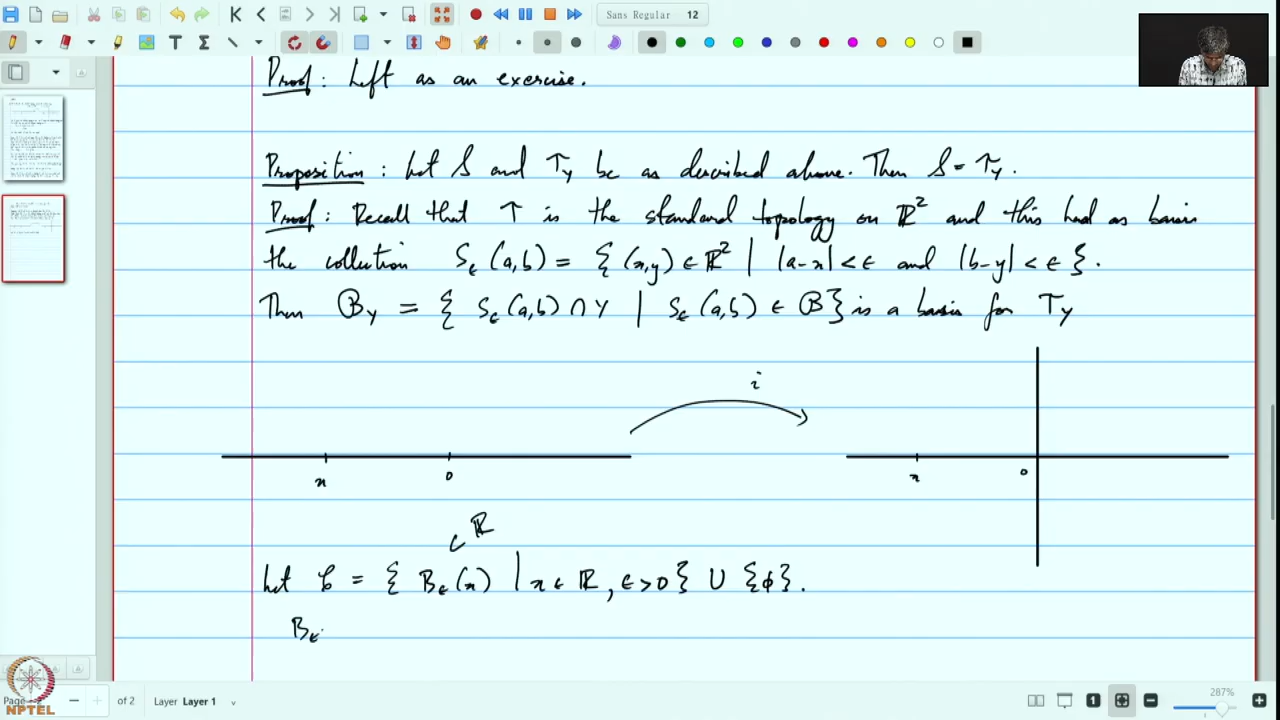 Sans Regular 12
Proof : Left as an exercise.
Proposition : Let S and T_Y be as described above. Then S = T_Y.
Proof : Recall that T is the standard topology on ℝ² and this had as basis
the collection S_ε(a,b) = { (x,y) ∈ ℝ² | |a-x| < ε and |b-y| < ε }.
Then B_Y = { S_ε(a,b) ∩ Y | S_ε(a,b) ∈ B } is a basis for T_Y
i
x 0 x 0
⊂ ℝ
Let C = { B_ε(x) | x ∈ ℝ, ε > 0 } ∪ {ϕ}.
B_ε
NPTEL
Page
2
of 2
Layer Layer 1
287%